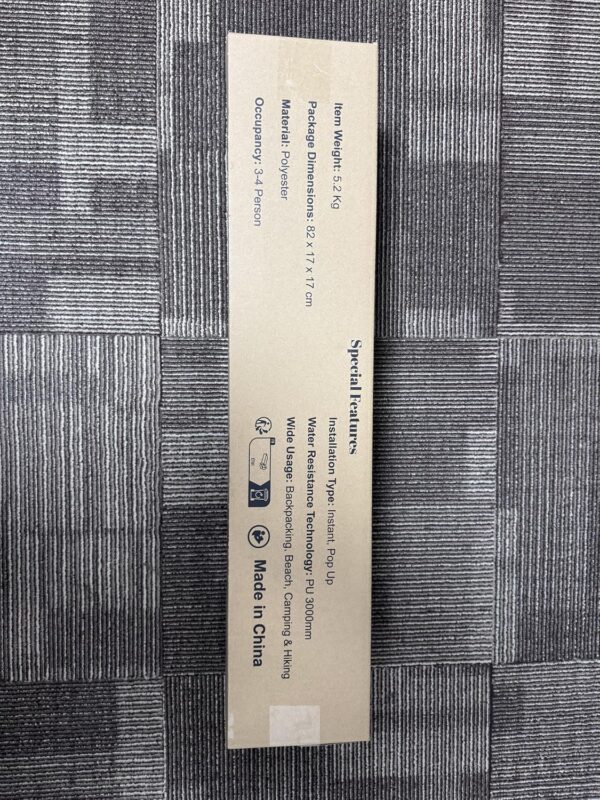 Special Features
Item Weight: 5.2 Kg
Package Dimensions: 82 x 17 x 17 cm
Material: Polyester
Occupancy: 3-4 Person
Installation Type: Instant, Pop Up
Water Resistance Technology: PU 3000mm
Wide Usage: Backpacking, Beach, Camping & Hiking
Made in China